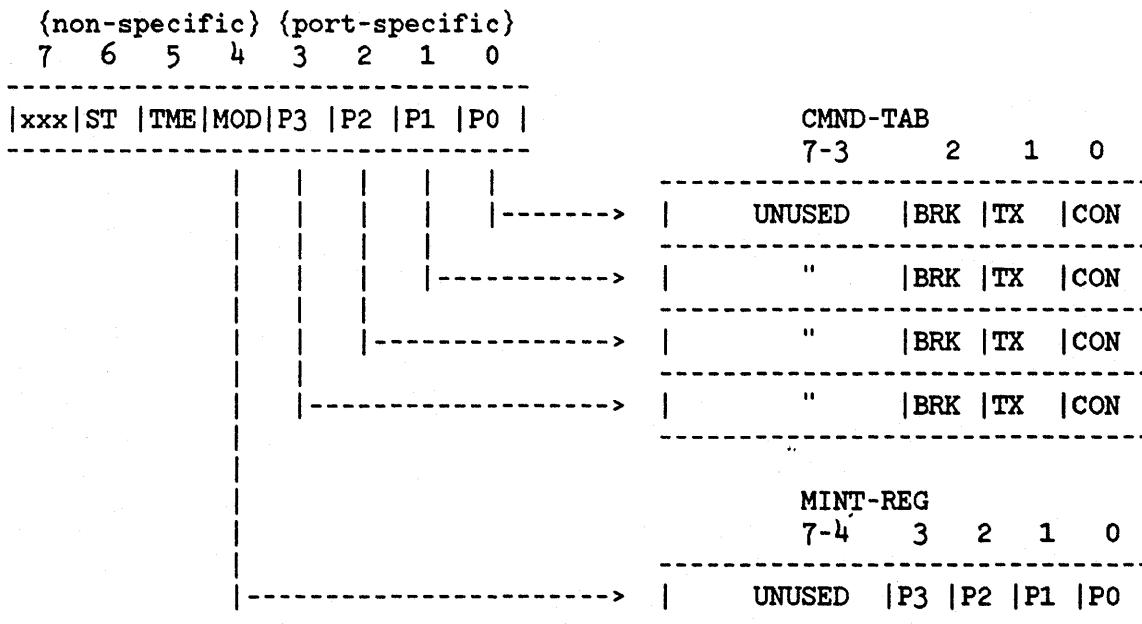 {non-specific} {port-specific}
7 6 5 4 3 2 1 0
|xxx|ST |TME|MOD|P3 |P2 |P1 |P0 |
CMND-TAB
7-3 2 1 0
| UNUSED |BRK |TX |CON
| " |BRK |TX |CON
| " |BRK |TX |CON
| " |BRK |TX |CON
MINT-REG
7-4 3 2 1 0
| UNUSED |P3 |P2 |P1 |P0